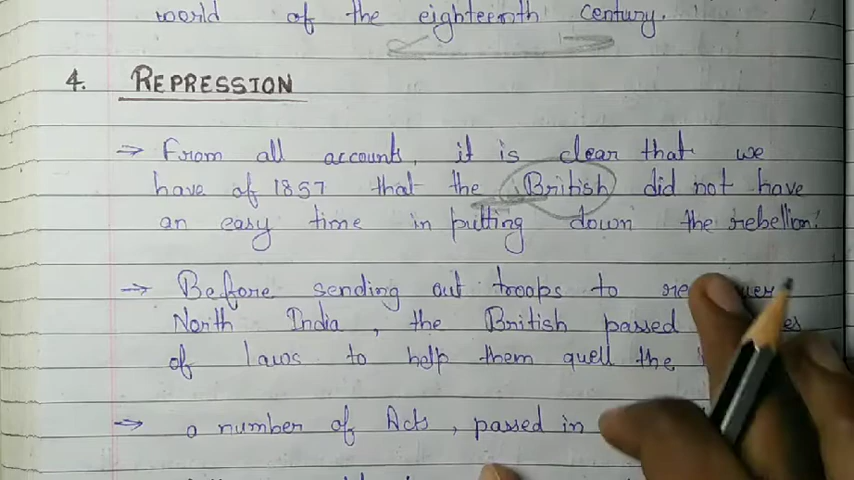 world of the eighteenth century.
4. REPRESSION
→ From all accounts, it is clear that we
have of 1857 that the British did not have
an easy time in putting down the rebellion.
→ Before sending out troops to
North India, the British passed
of laws to help them quell the
→ a number of Acts, passed in